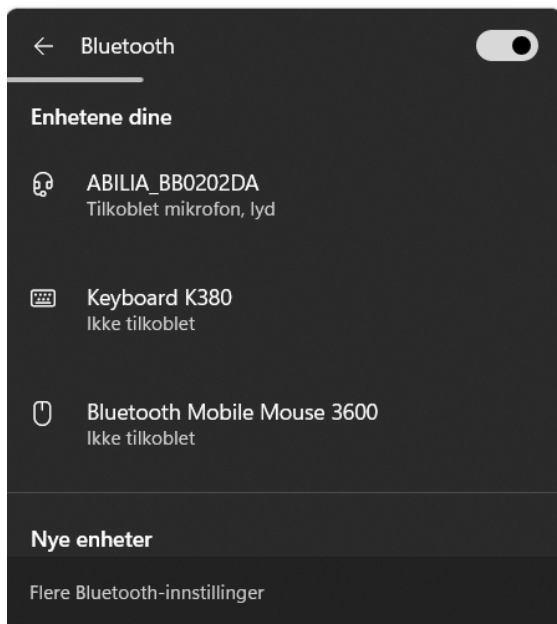 Bluetooth
Enhetene dine
ABILIA_BB0202DA
Tilkoblet mikrofon, lyd
Keyboard K380
Ikke tilkoblet
Bluetooth Mobile Mouse 3600
Ikke tilkoblet
Nye enheter
Flere Bluetooth-innstillinger